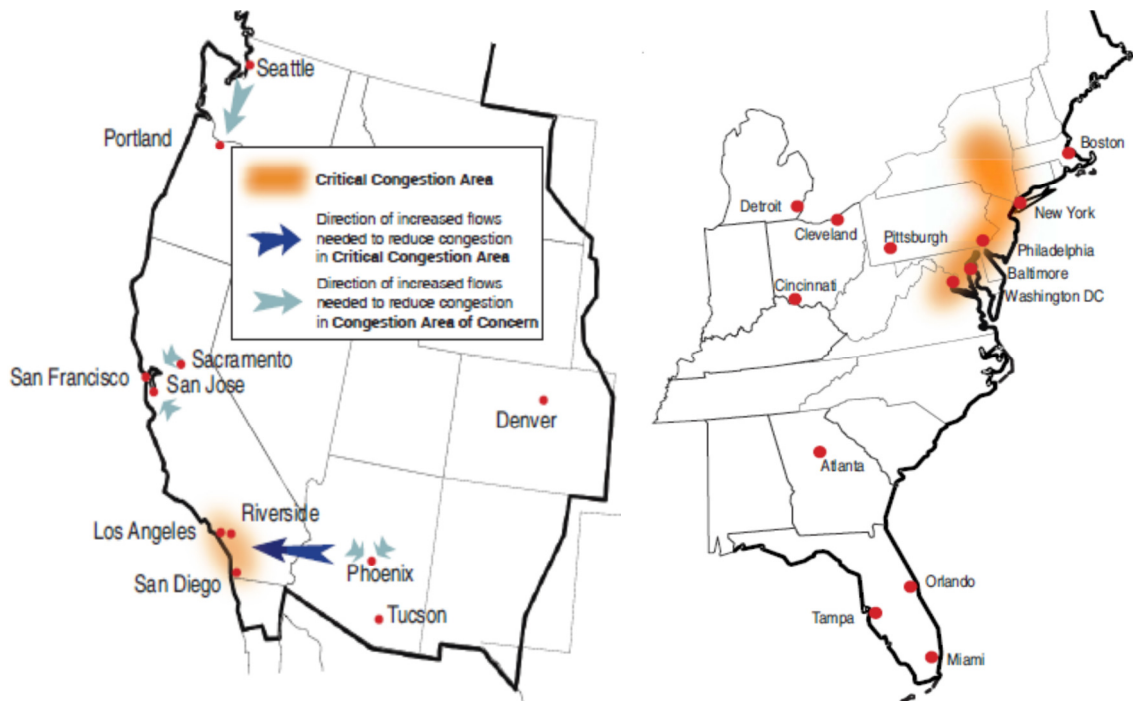 Seattle
Portland
Critical Congestion Area
Direction of increased flows
needed to reduce congestion
in Critical Congestion Area
Direction of increased flows
needed to reduce congestion
in Congestion Area of Concern
Sacramento
San Francisco
San Jose
Denver
Riverside
Los Angeles
San Diego
Phoenix
Tucson
Boston
Detroit
New York
Cleveland
Pittsburgh
Philadelphia
Baltimore
Cincinnati
Washington DC
Atlanta
Orlando
Tampa
Miami